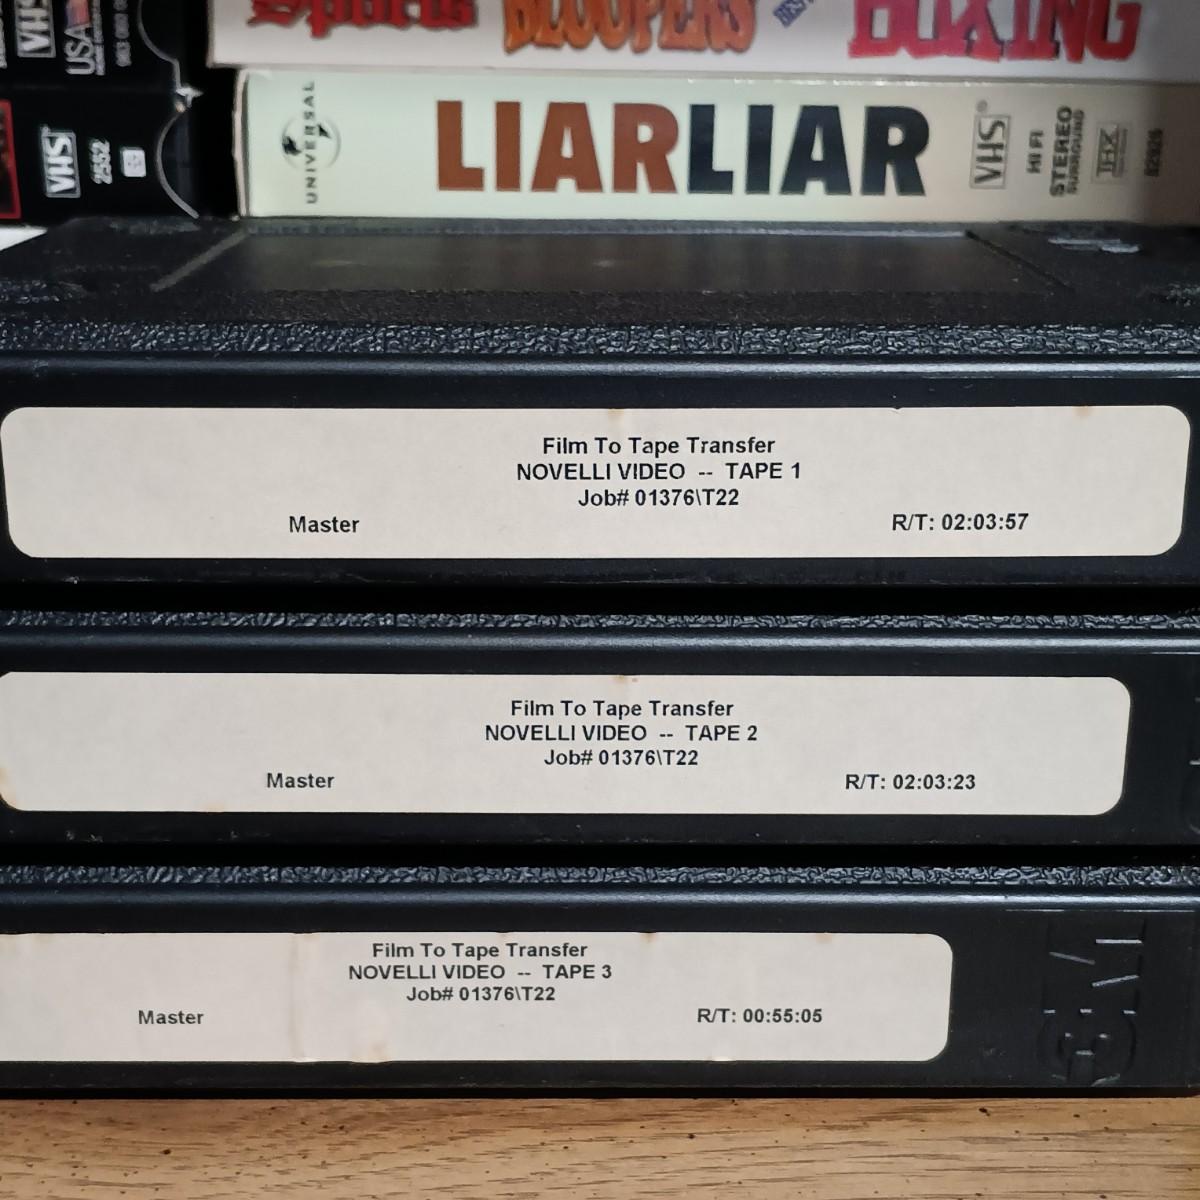 Sports BLOOPERS BOXING
VHS
USA
UNIVERSAL
LIARLIAR
VHS
HI FI
STEREO
SURROUND
THX
82926
VHS
2552
Film To Tape Transfer
NOVELLI VIDEO -- TAPE 1
Job# 01376\T22
Master R/T: 02:03:57
Film To Tape Transfer
NOVELLI VIDEO -- TAPE 2
Job# 01376\T22
Master R/T: 02:03:23
Film To Tape Transfer
NOVELLI VIDEO -- TAPE 3
Job# 01376\T22
Master R/T: 00:55:05
3M